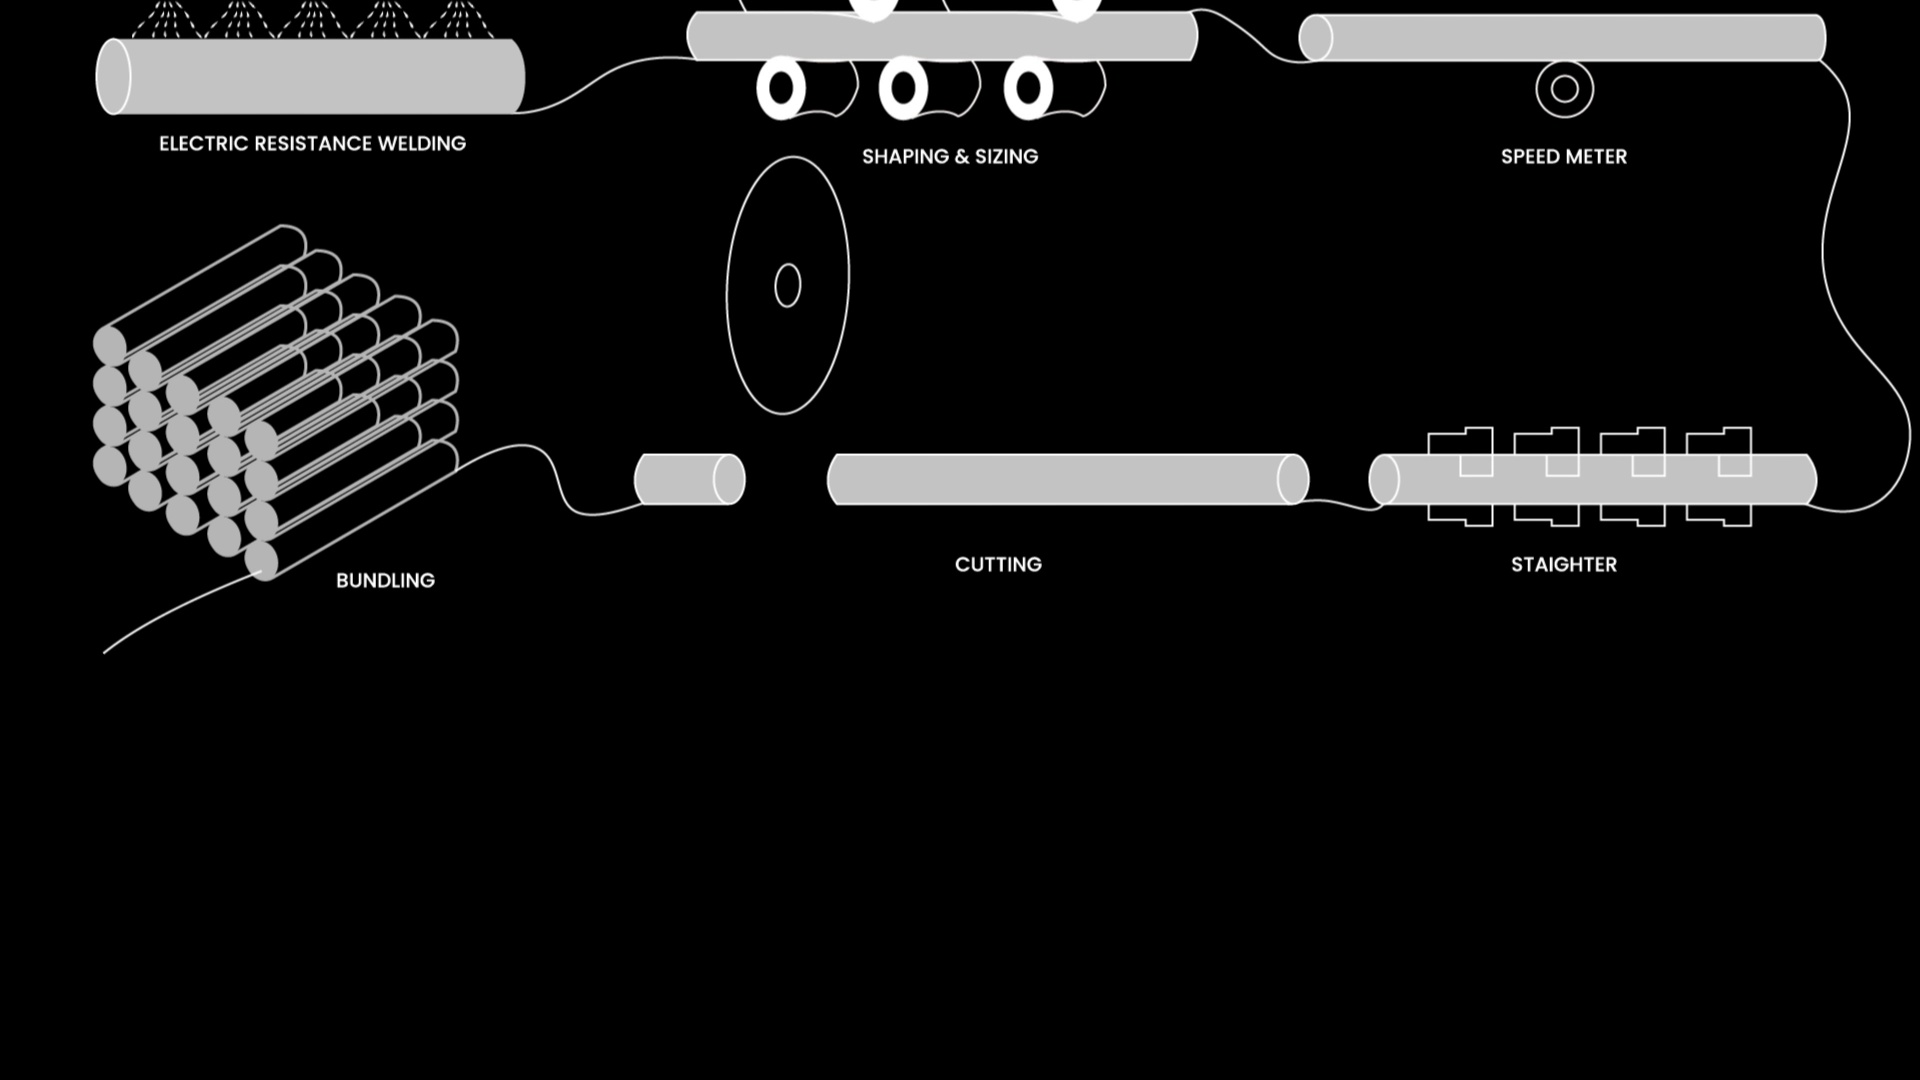 ELECTRIC RESISTANCE WELDING
SHAPING & SIZING
SPEED METER
BUNDLING
CUTTING
STAIGHTER